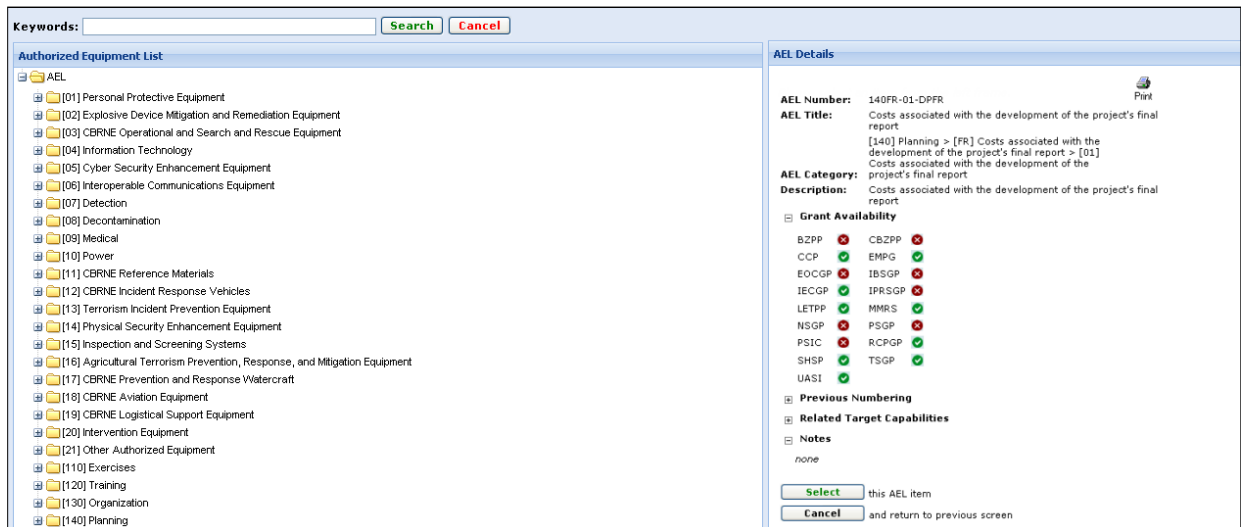 Keywords: Search Cancel
Authorized Equipment List
AEL
[01] Personal Protective Equipment
[02] Explosive Device Mitigation and Remediation Equipment
[03] CBRNE Operational and Search and Rescue Equipment
[04] Information Technology
[05] Cyber Security Enhancement Equipment
[06] Interoperable Communications Equipment
[07] Detection
[08] Decontamination
[09] Medical
[10] Power
[11] CBRNE Reference Materials
[12] CBRNE Incident Response Vehicles
[13] Terrorism Incident Prevention Equipment
[14] Physical Security Enhancement Equipment
[15] Inspection and Screening Systems
[16] Agricultural Terrorism Prevention, Response, and Mitigation Equipment
[17] CBRNE Prevention and Response Watercraft
[18] CBRNE Aviation Equipment
[19] CBRNE Logistical Support Equipment
[20] Intervention Equipment
[21] Other Authorized Equipment
[110] Exercises
[120] Training
[130] Organization
[140] Planning
AEL Details
Print
AEL Number: 140FR-01-DPFR
AEL Title: Costs associated with the development of the project's final
report
[140] Planning > [FR] Costs associated with the
development of the project's final report > [01]
Costs associated with the development of the
AEL Category: project's final report
Description: Costs associated with the development of the project's final
report
Grant Availability
BZPP CBZPP
CCP EMPG
EOCGP IBSGP
IECGP IPRSGP
LETPP MMRS
NSGP PSGP
PSIC RCPGP
SHSP TSGP
UASI
Previous Numbering
Related Target Capabilities
Notes
none
Select this AEL item
Cancel and return to previous screen